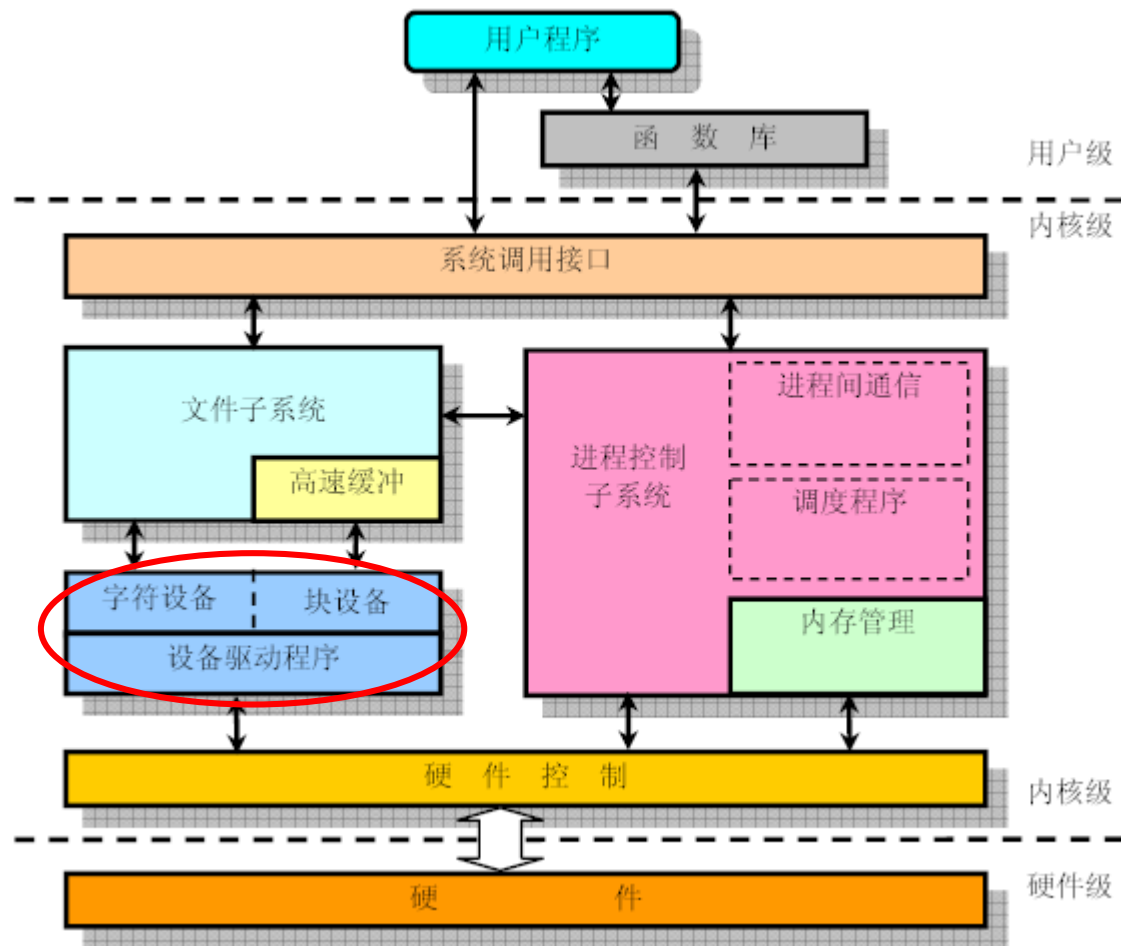 用户程序
函 数 库
用户级
内核级
系统调用接口
文件子系统
高速缓冲
进程控制
子系统
进程间通信
调度程序
内存管理
字符设备
块设备
设备驱动程序
硬 件 控 制
内核级
硬 件
硬件级